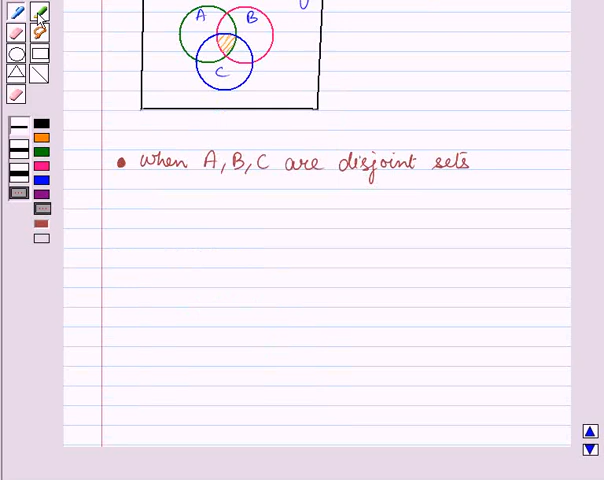 A B U
C
• when A, B, C are disjoint sets